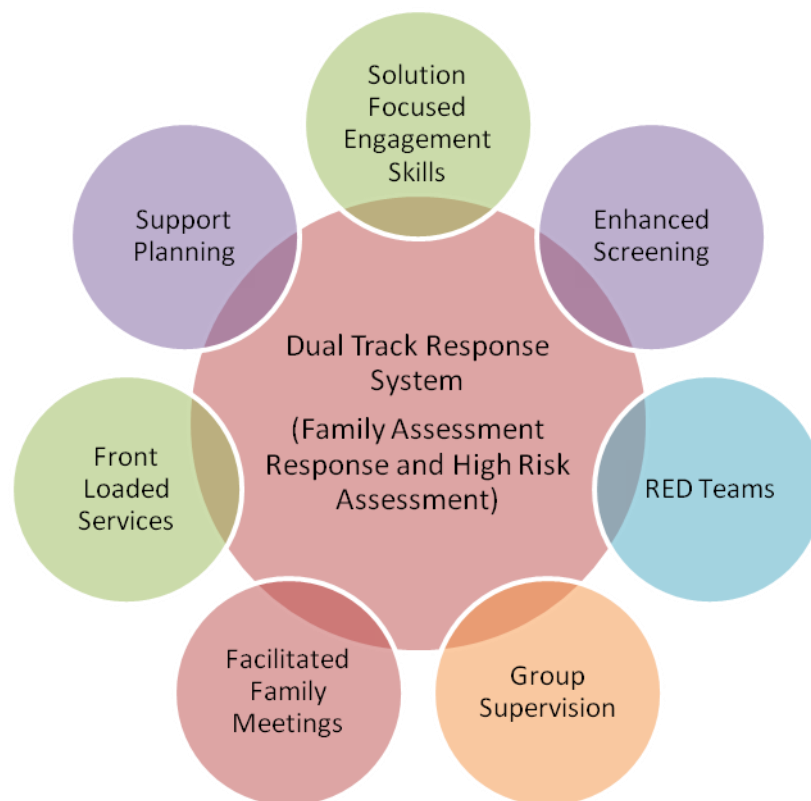 Solution
Focused
Engagement
Skills
Enhanced
Screening
RED Teams
Group
Supervision
Facilitated
Family
Meetings
Front
Loaded
Services
Support
Planning
Dual Track Response
System
(Family Assessment
Response and High Risk
Assessment)